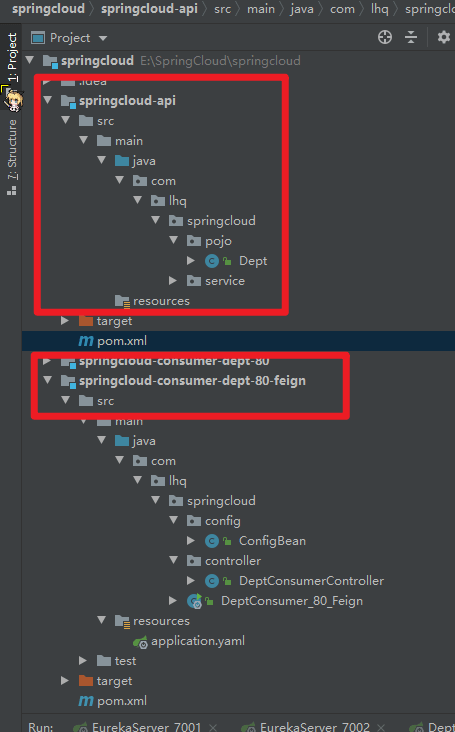 springcloud springcloud-api src main java com lhq springclo
1: Project
7: Structure
Project
springcloud E:\SpringCloud\springcloud
.idea
springcloud-api
src
main
java
com
lhq
springcloud
pojo
Dept
service
resources
target
pom.xml
springcloud-consumer-dept-80
springcloud-consumer-dept-80-feign
src
main
java
com
lhq
springcloud
config
ConfigBean
controller
DeptConsumerController
DeptConsumer_80_Feign
resources
application.yaml
test
target
pom.xml
Run: EurekaServer_7001 EurekaServer_7002 Dept